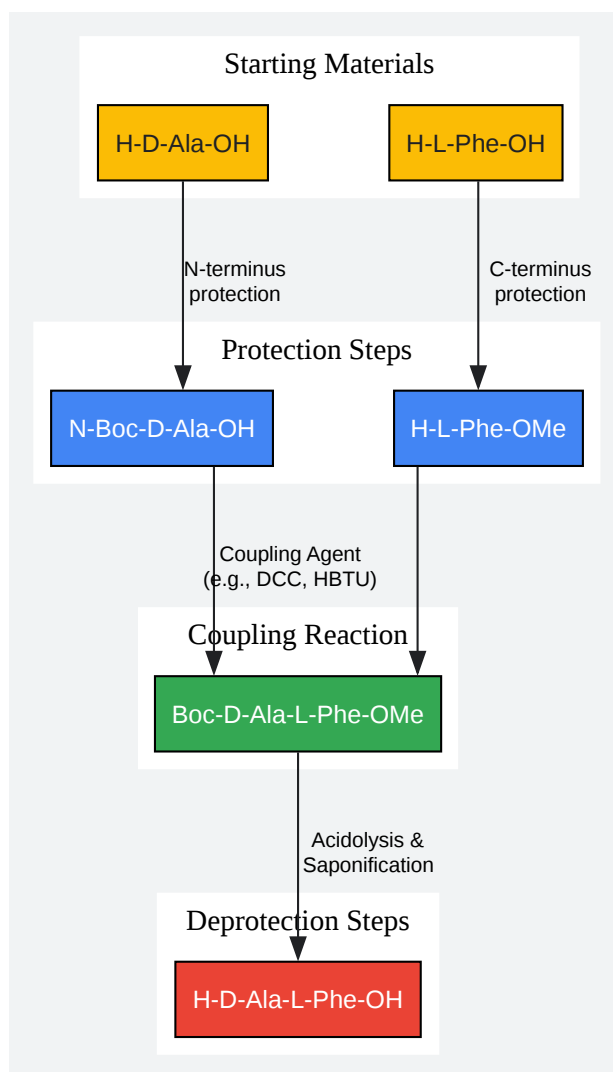 Starting Materials
H-D-Ala-OH
H-L-Phe-OH
N-terminus
protection
C-terminus
protection
Protection Steps
N-Boc-D-Ala-OH
H-L-Phe-OMe
Coupling Agent
(e.g., DCC, HBTU)
Coupling Reaction
Boc-D-Ala-L-Phe-OMe
Acidolysis &
Saponification
Deprotection Steps
H-D-Ala-L-Phe-OH